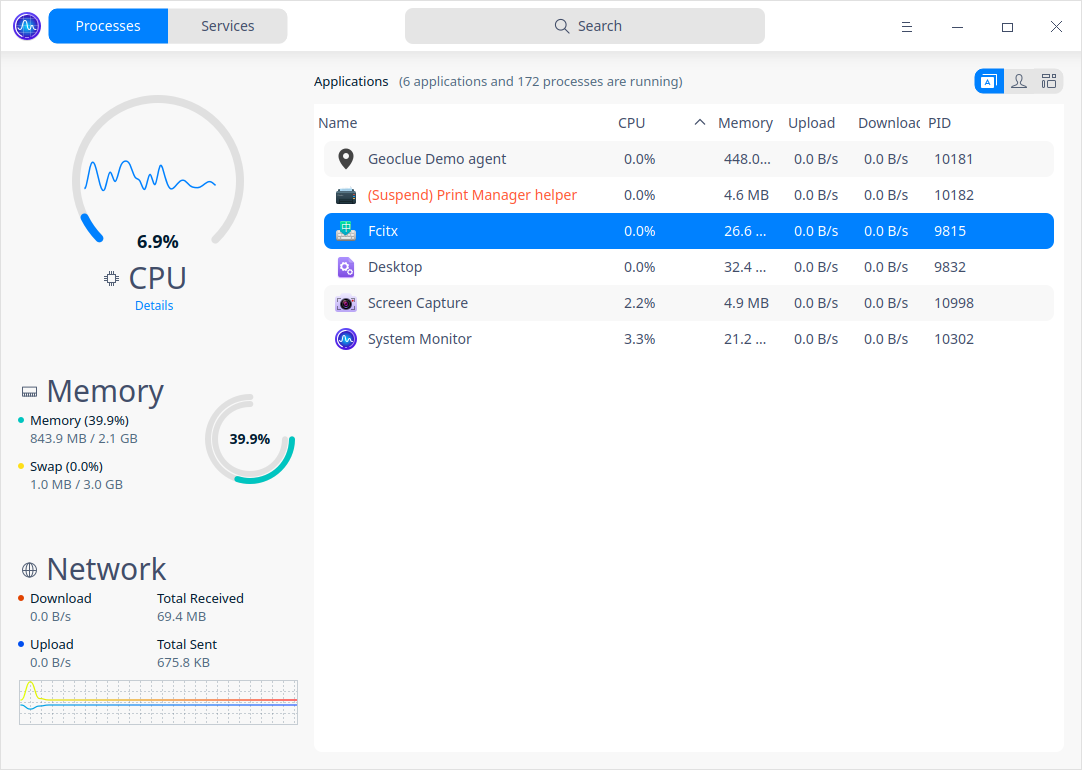 Processes Services Search
Applications (6 applications and 172 processes are running)
Name CPU Memory Upload Download PID
Geoclue Demo agent 0.0% 448.0... 0.0 B/s 0.0 B/s 10181
(Suspend) Print Manager helper 0.0% 4.6 MB 0.0 B/s 0.0 B/s 10182
Fcitx 0.0% 26.6 ... 0.0 B/s 0.0 B/s 9815
Desktop 0.0% 32.4 ... 0.0 B/s 0.0 B/s 9832
Screen Capture 2.2% 4.9 MB 0.0 B/s 0.0 B/s 10998
System Monitor 3.3% 21.2 ... 0.0 B/s 0.0 B/s 10302
6.9%
CPU
Details
Memory
Memory (39.9%)
843.9 MB / 2.1 GB
39.9%
Swap (0.0%)
1.0 MB / 3.0 GB
Network
Download Total Received
0.0 B/s 69.4 MB
Upload Total Sent
0.0 B/s 675.8 KB